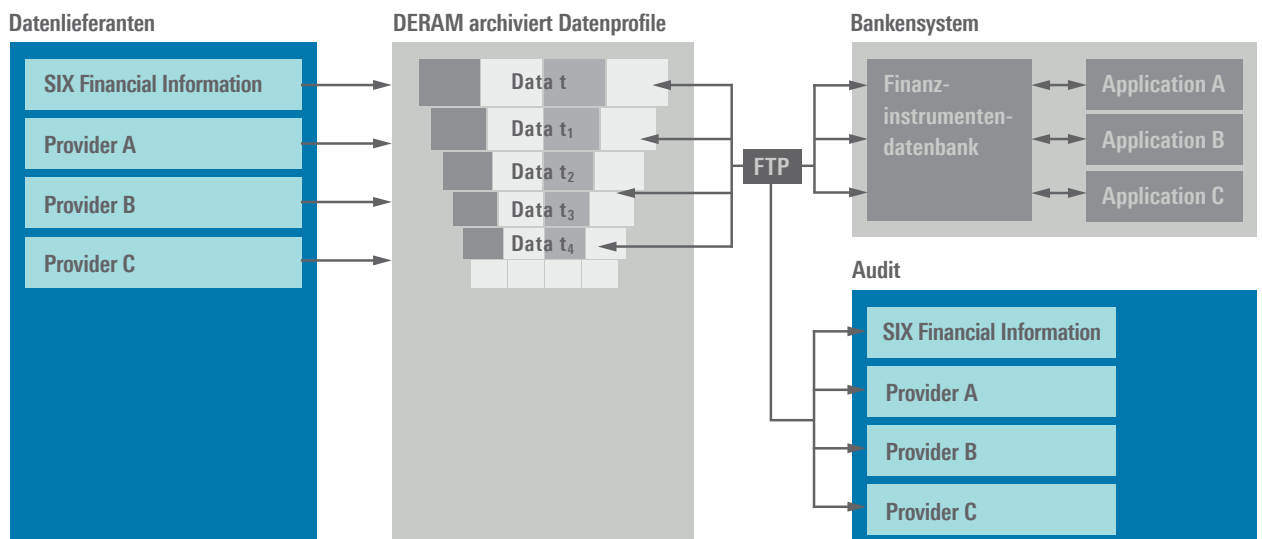 Datenlieferanten
SIX Financial Information
Provider A
Provider B
Provider C
DERAM archiviert Datenprofile
Data t
Data t₁
Data t₂
Data t₃
Data t₄
FTP
Bankensystem
Finanz-
instrumenten-
datenbank
Application A
Application B
Application C
Audit
SIX Financial Information
Provider A
Provider B
Provider C